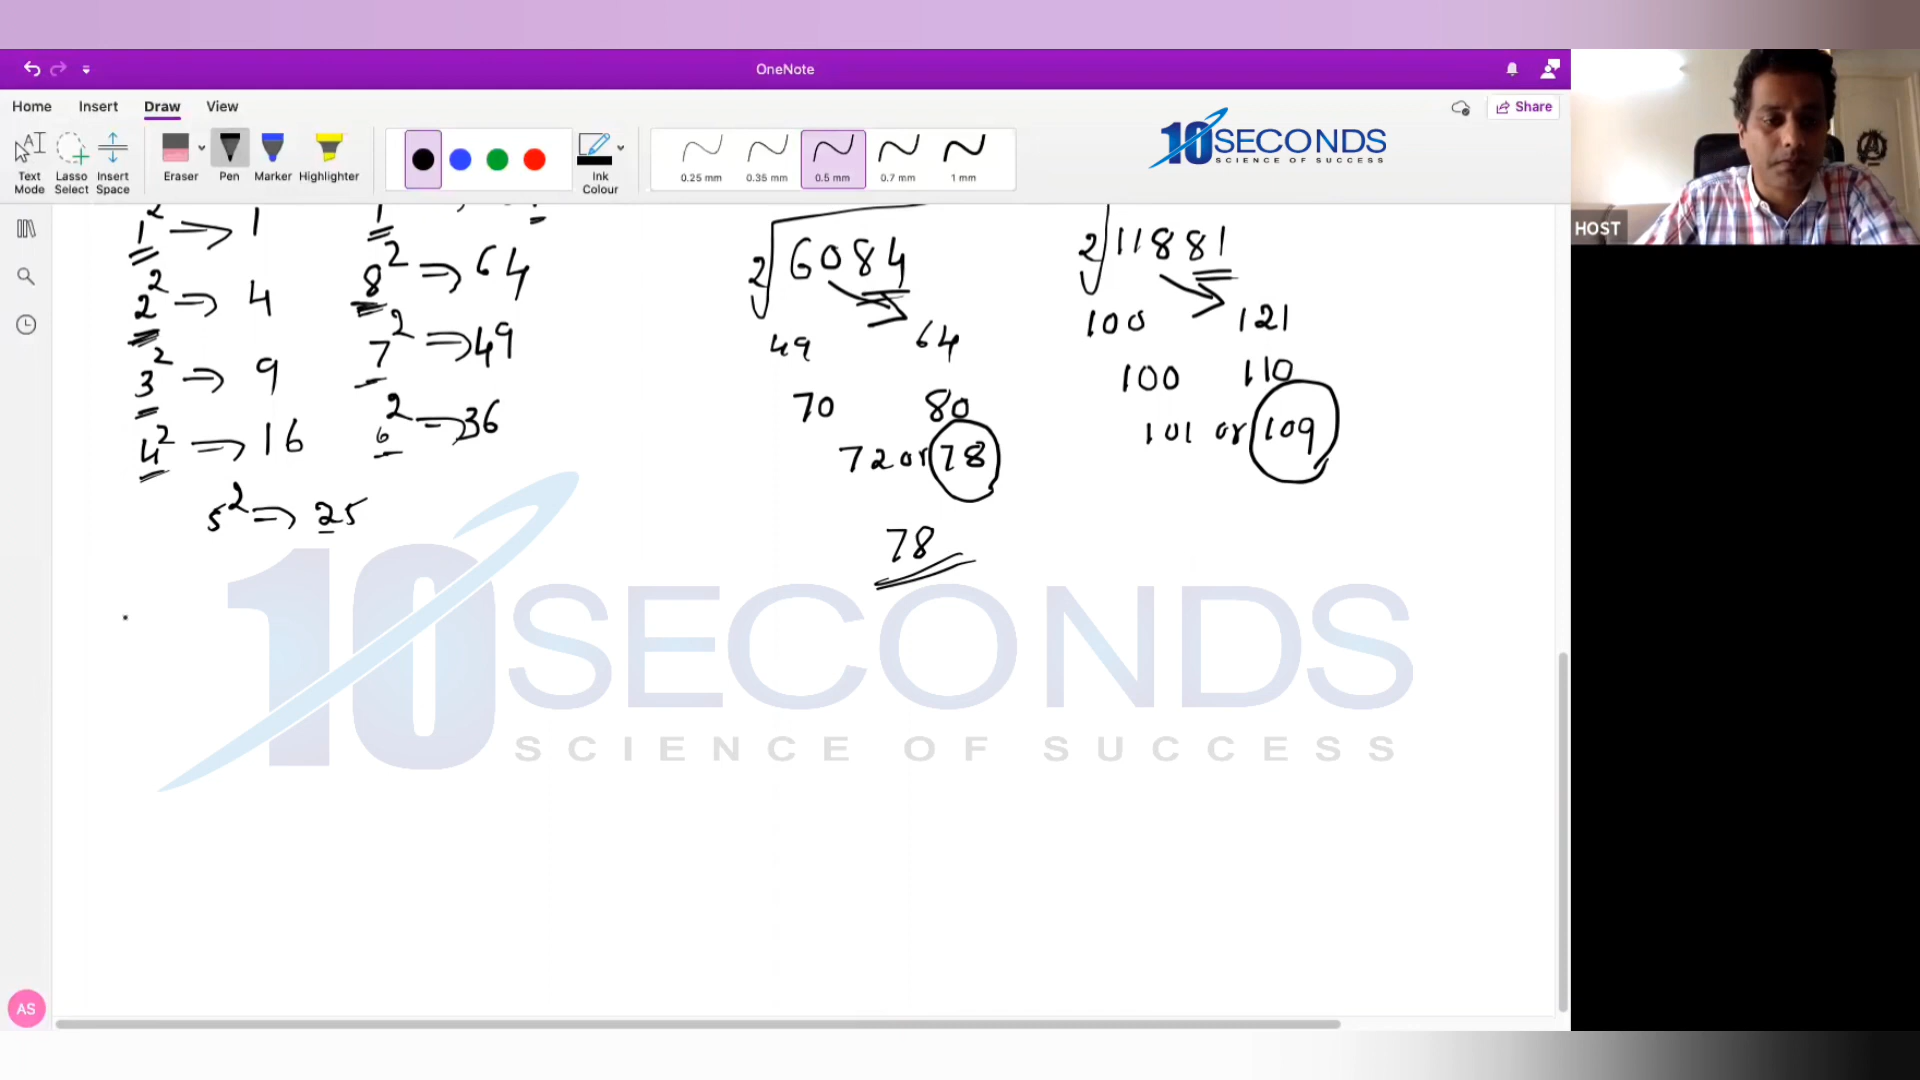 OneNote
Home Insert Draw View
Share
Text Mode
Lasso Select
Insert Space
Eraser
Pen
Marker
Highlighter
Ink Colour
0.25 mm
0.35 mm
0.5 mm
0.7 mm
1 mm
10SECONDS
SCIENCE OF SUCCESS
HOST
1² ⇒ 1
2² ⇒ 4
3² ⇒ 9
4² ⇒ 16
5² ⇒ 25
8² ⇒ 64
7² ⇒ 49
6² ⇒ 36
2√6084
49 64
70 80
72 or 78
78
2√11881
100 121
100 110
101 or 109
10SECONDS
SCIENCE OF SUCCESS
AS